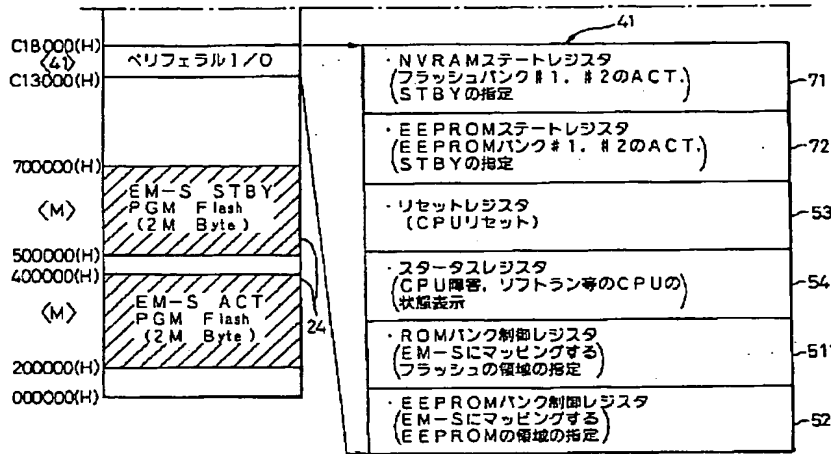 C18000(H)
〈41〉
ペリフェラルI/O
C13000(H)
700000(H)
〈M〉
EM-S STBY
PGM Flash
(2M Byte)
500000(H)
400000(H)
〈M〉
EM-S ACT
PGM Flash
(2M Byte)
24
200000(H)
000000(H)
41
・NVRAMステートレジスタ
(フラッシュバンク#1，#2のACT.
STBYの指定)
71
・EEPROMステートレジスタ
(EEPROMバンク#1，#2のACT.
STBYの指定)
72
・リセットレジスタ
(CPUリセット)
53
・スタータスレジスタ
(CPU障害，リフトラン等のCPUの
状態表示)
54
・ROMバンク制御レジスタ
(EM-Sにマッピングする
フラッシュの領域の指定)
51'
・EEPROMバンク制御レジスタ
(EM-Sにマッピングする
EEPROMの領域の指定)
52